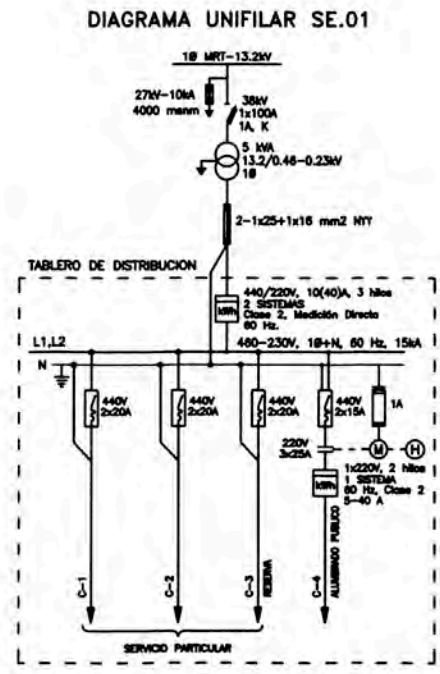 DIAGRAMA UNIFILAR SE.01
1Ø MRT-13.2kV
27kV-10kA
4000 msnm
38kV
1x100A
1A, K
5 kVA
13.2/0.46-0.23kV
1Ø
2-1x25+1x16 mm2 NYY
TABLERO DE DISTRIBUCION
440/220V, 10(40)A, 3 hilos
2 SISTEMAS
Clase 2, Medición Directa
60 Hz.
kWh
L1,L2
460-230V, 1Ø+N, 60 Hz, 15kA
N
440V
2x20A
440V
2x20A
440V
2x20A
440V
2x15A
1A
220V
3x25A
M
H
kWh
1x220V, 2 hilos
1 SISTEMA
60 Hz, Clase 2
5-40 A
C-1
C-2
C-3
RESERVA
C-4
ALUMBRADO PUBLICO
SERVICIO PARTICULAR